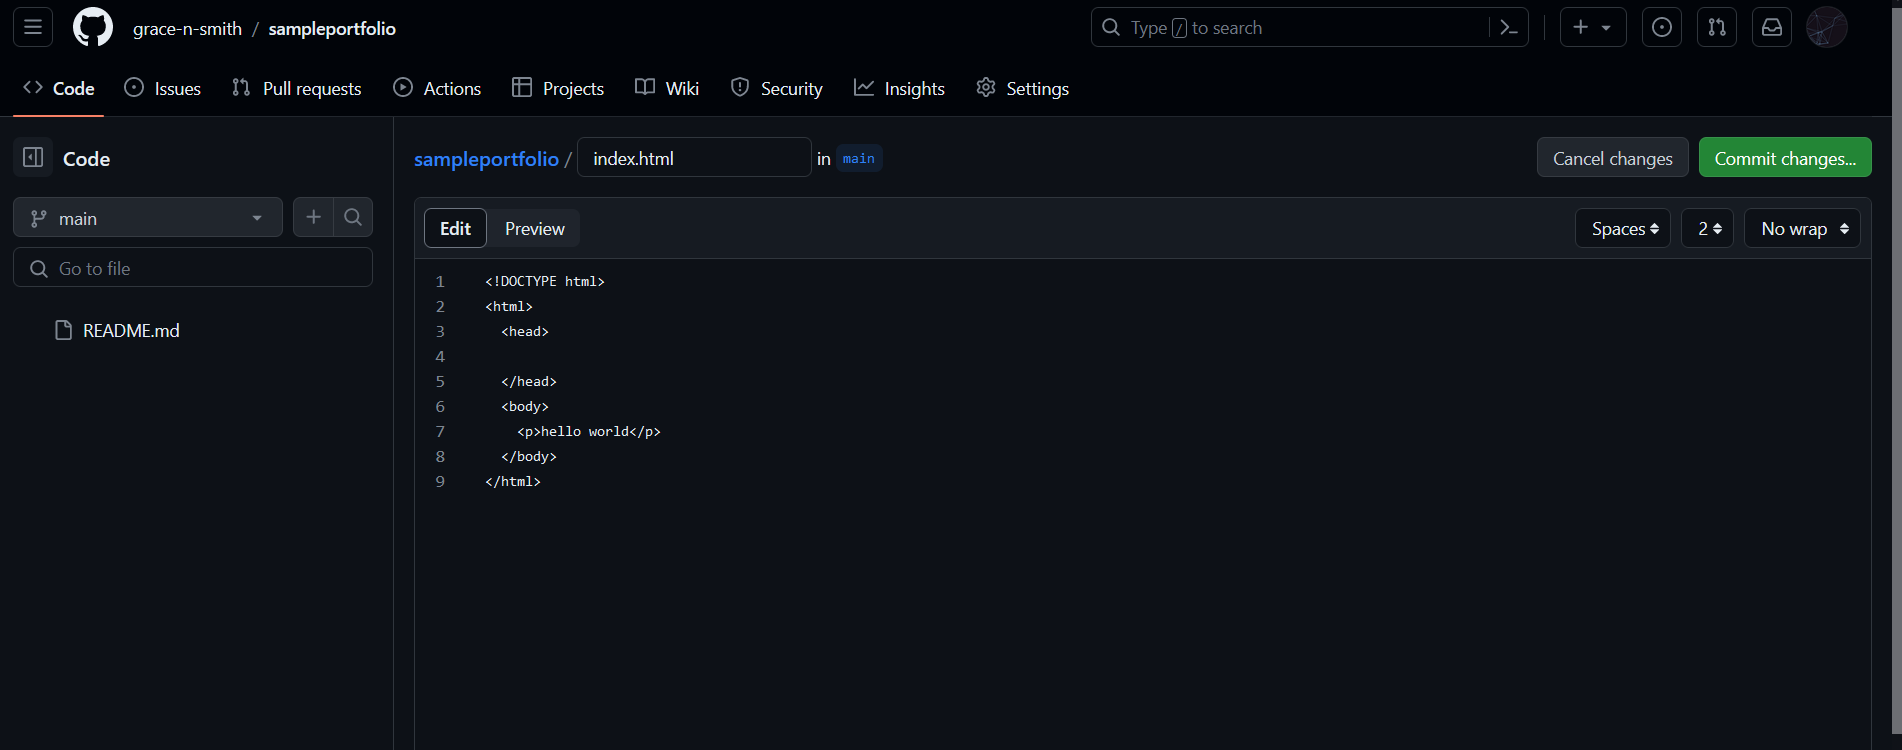 grace-n-smith / sampleportfolio
Type / to search
Code Issues Pull requests Actions Projects Wiki Security Insights Settings
Code
main
Go to file
README.md
sampleportfolio / index.html in main
Cancel changes Commit changes...
Edit Preview
Spaces 2 No wrap
1 <!DOCTYPE html>
2 <html>
3   <head>
4
5   </head>
6   <body>
7     <p>hello world</p>
8   </body>
9 </html>